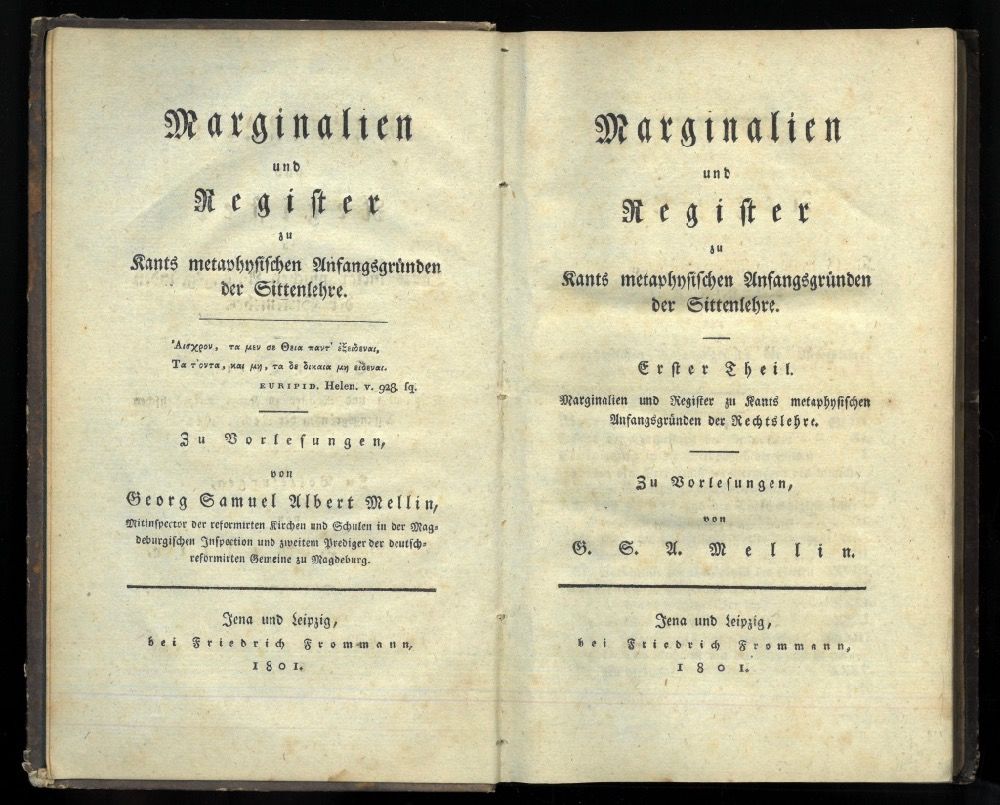 Marginalien
und
Register
zu
Kants metaphysischen Anfangsgründen
der Sittenlehre.
Ἀισχρον, τα μεν σε Θεια παντ' ἐξειδεναι,
Τα τ'οντα, και μη, τα δε δικαια μη ειδεναι.
EURIPID. Helen. v. 928 ſq.
Zu Vorleſungen,
von
Georg Samuel Albert Mellin,
Mitinſpector der reformirten Kirchen und Schulen in der Mag-
deburgiſchen Inſpection und zweitem Prediger der deutſch-
reformirten Gemeine zu Magdeburg.
Jena und Leipzig,
bei Friedrich Frommann,
1801.
Marginalien
und
Regiſter
zu
Kants metaphyſiſchen Anfangsgründen
der Sittenlehre.
Erſter Theil.
Marginalien und Regiſter zu Kants metaphyſiſchen
Anfangsgründen der Rechtslehre.
Zu Vorleſungen,
von
G. S. A. Mellin.
Jena und Leipzig,
bei Friedrich Frommann,
1801.